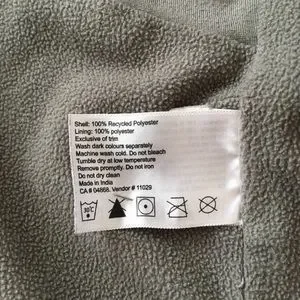 Shell: 100% Recycled Polyester
Lining: 100% polyester
Exclusive of trim
Wash dark colours separately
Machine wash cold. Do not bleach
Tumble dry at low temperature
Remove promptly. Do not iron
Do not dry clean
Made in India
CA # 04668. Vendor # 11029
30°C